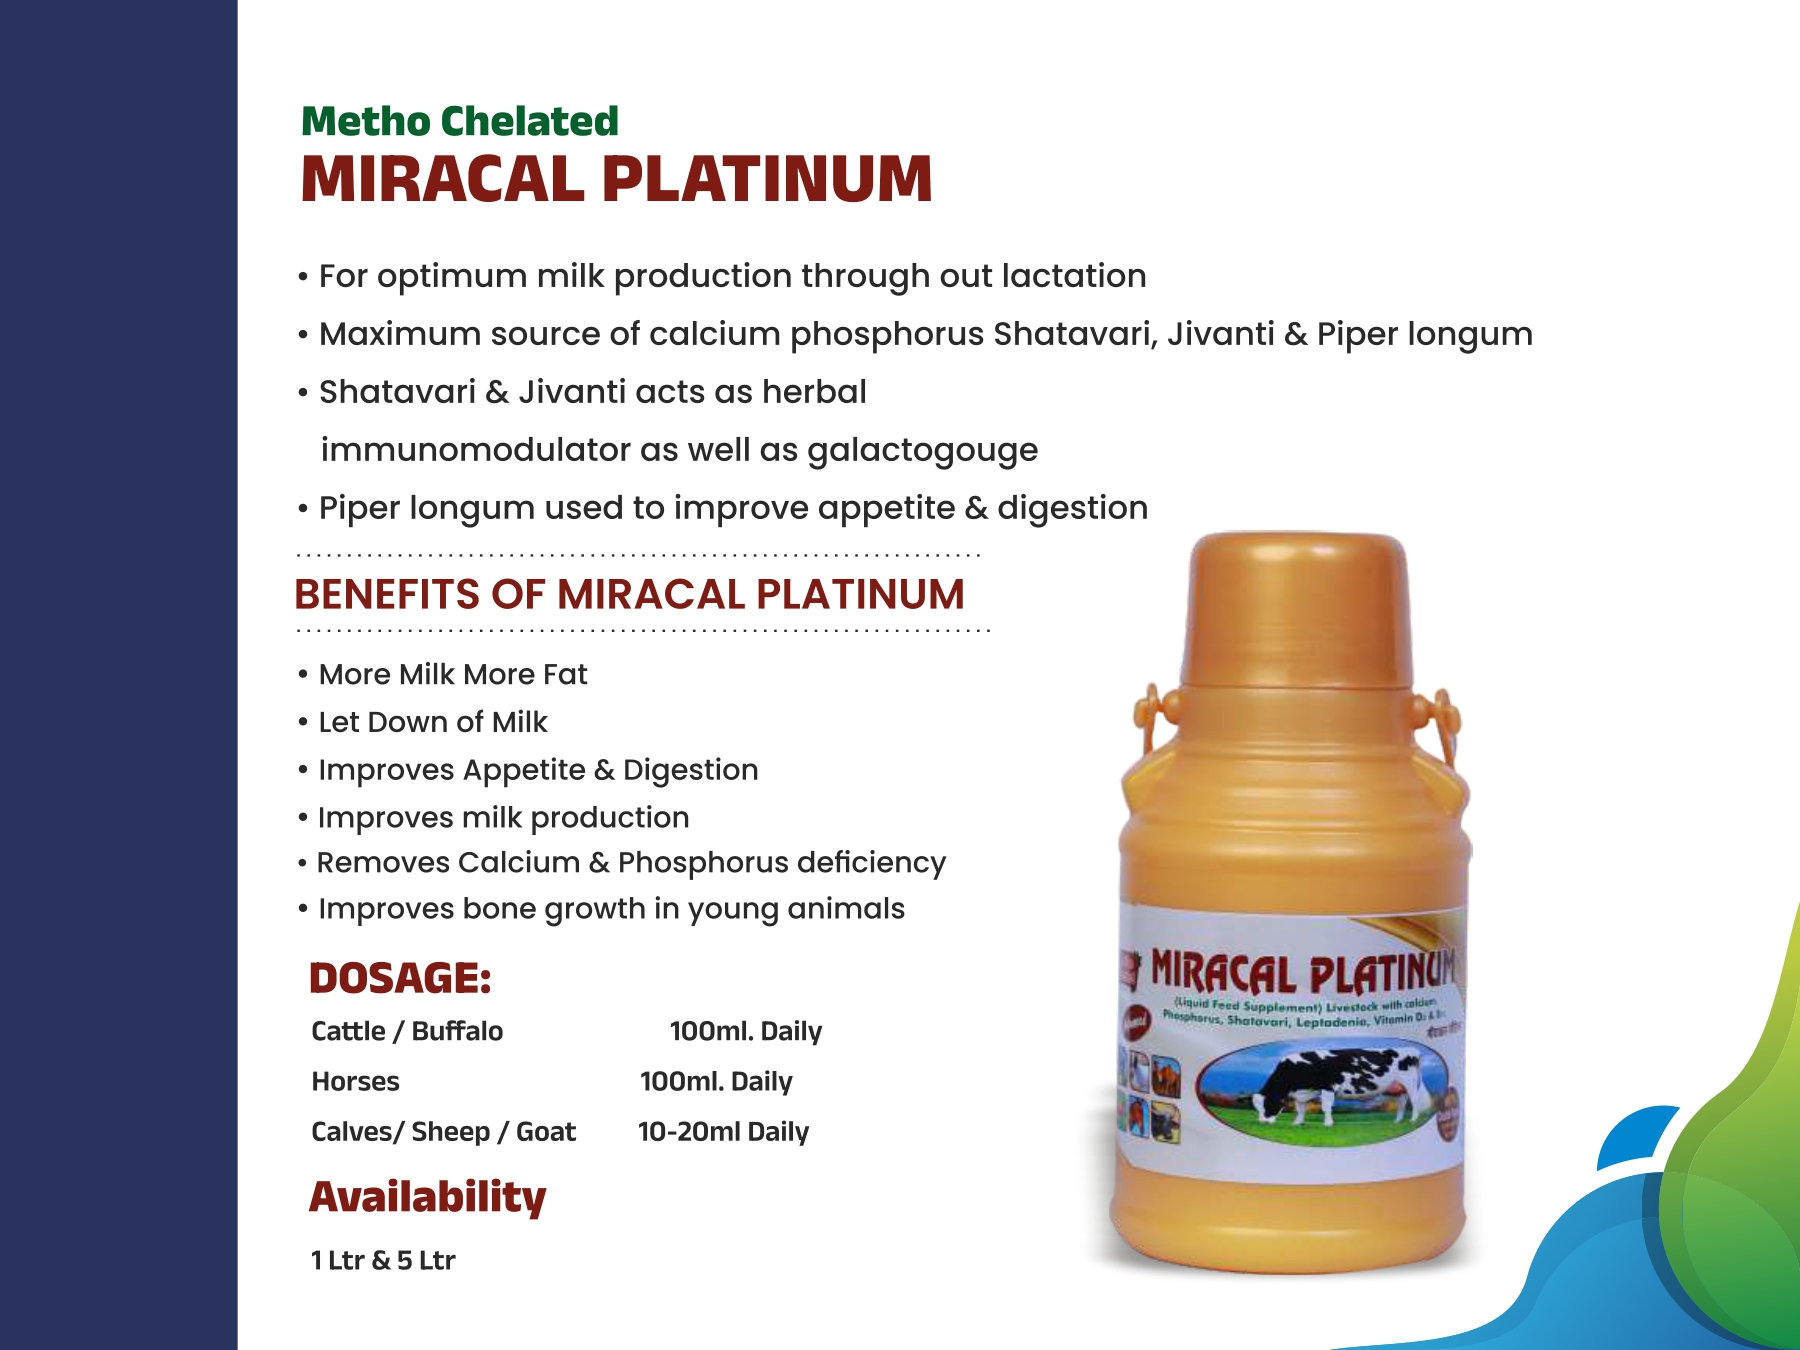 Metho Chelated
MIRACAL PLATINUM
• For optimum milk production through out lactation
• Maximum source of calcium phosphorus Shatavari, Jivanti & Piper longum
• Shatavari & Jivanti acts as herbal
immunomodulator as well as galactogouge
• Piper longum used to improve appetite & digestion
BENEFITS OF MIRACAL PLATINUM
• More Milk More Fat
• Let Down of Milk
• Improves Appetite & Digestion
• Improves milk production
• Removes Calcium & Phosphorus deficiency
• Improves bone growth in young animals
DOSAGE:
Cattle / Buffalo 100ml. Daily
Horses 100ml. Daily
Calves/ Sheep / Goat 10-20ml Daily
Availability
1 Ltr & 5 Ltr
MIRACAL PLATINUM
(Liquid Feed Supplement) Livestock with calcium
Phosphorus, Shatavari, Leptadenia, Vitamin D3 &